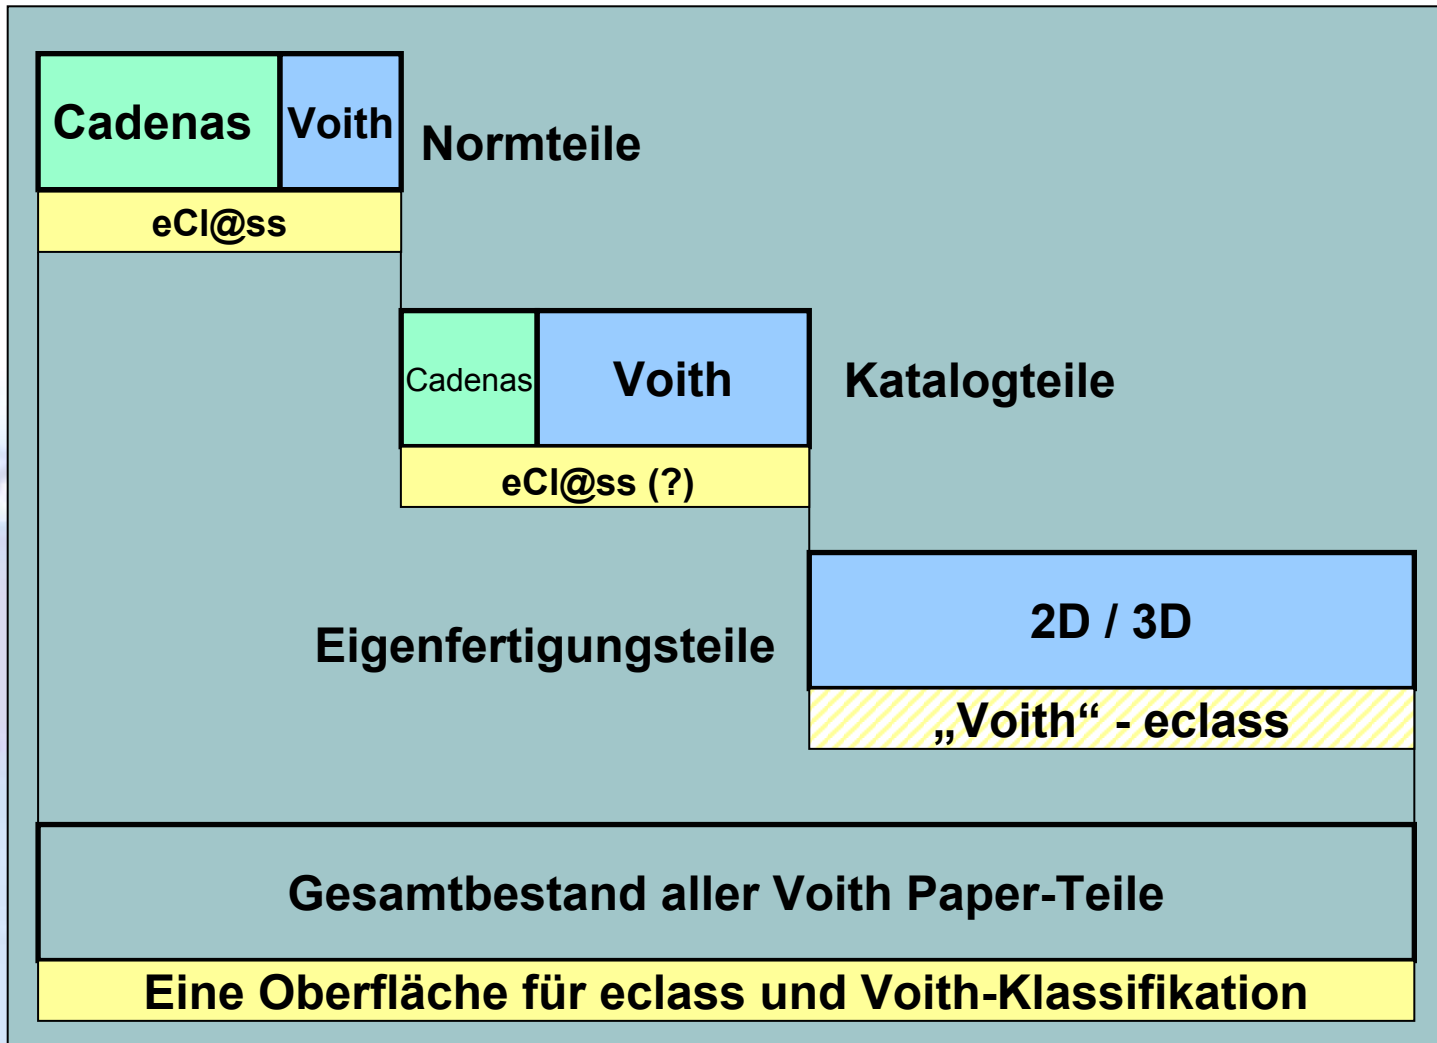 Cadenas Voith Normteile
eCl@ss
Cadenas Voith Katalogteile
eCl@ss (?)
Eigenfertigungsteile 2D / 3D
„Voith“ - eclass
Gesamtbestand aller Voith Paper-Teile
Eine Oberfläche für eclass und Voith-Klassifikation